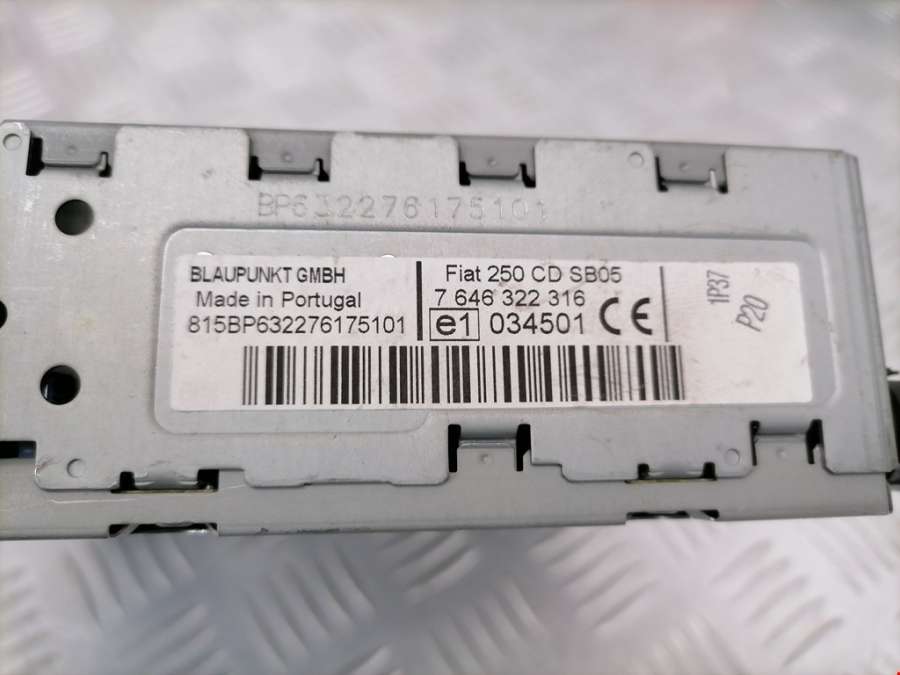 BP632276175101
BLAUPUNKT GMBH
Made in Portugal
815BP632276175101
Fiat 250 CD SB05
7 646 322 316
e1 034501 CE
1P37
P20